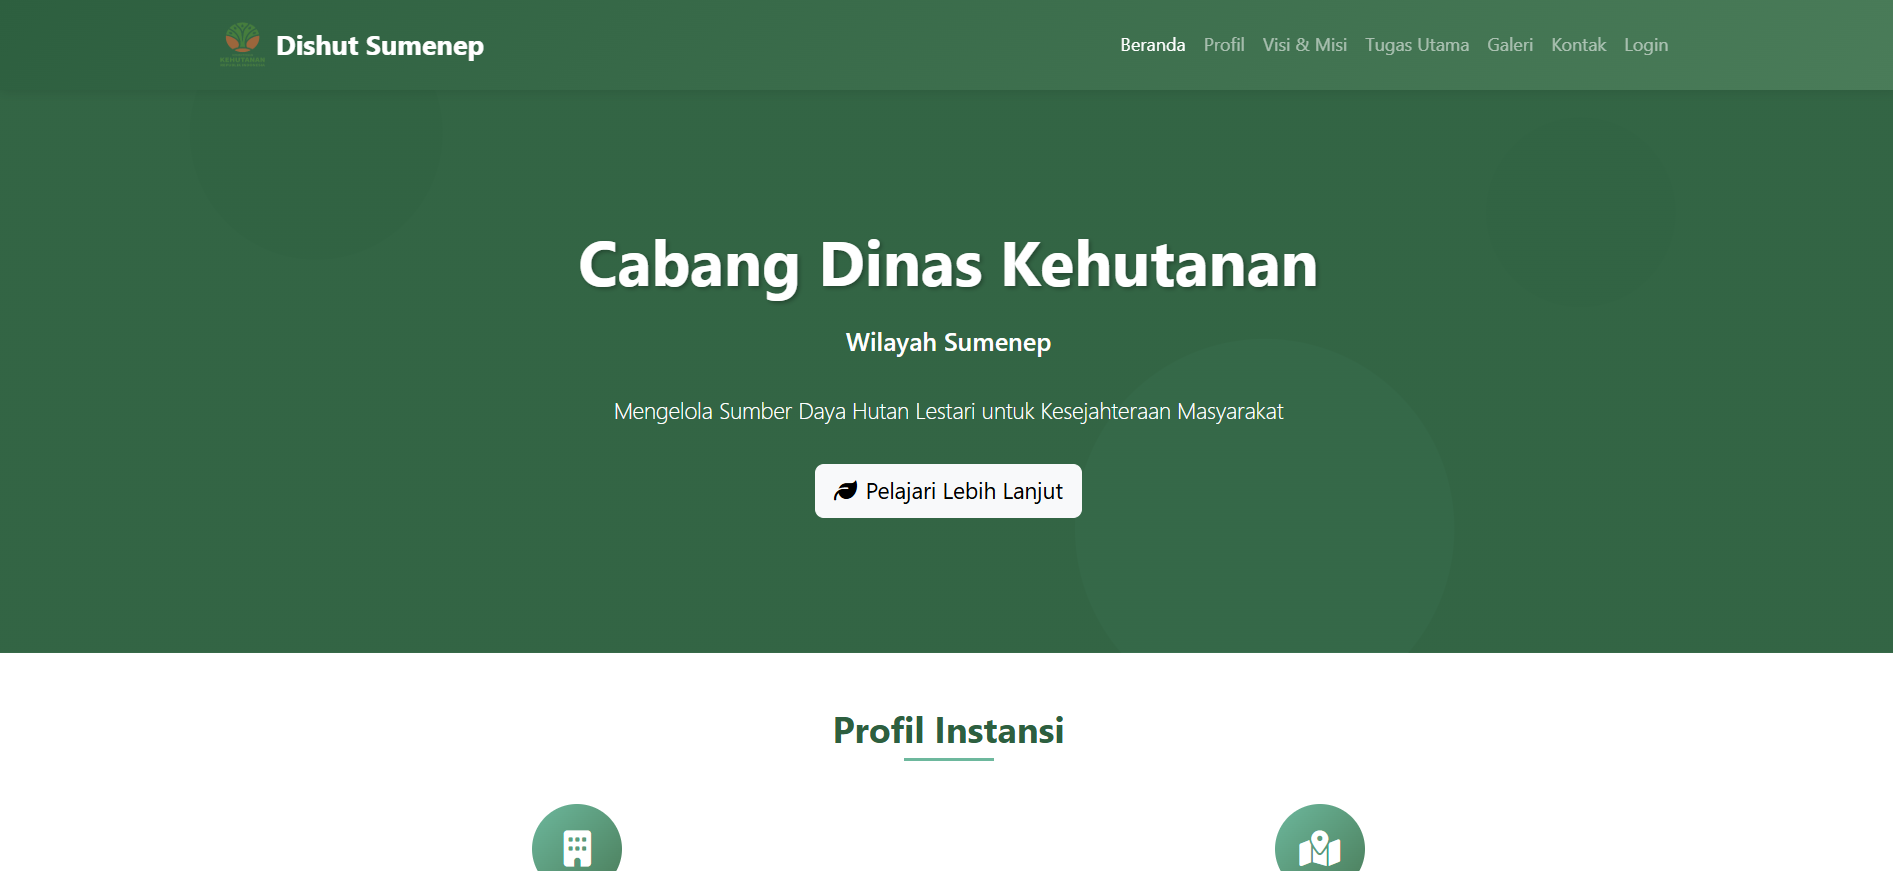 KEHUTANAN
Dishut Sumenep
Beranda Profil Visi & Misi Tugas Utama Galeri Kontak Login
Cabang Dinas Kehutanan
Wilayah Sumenep
Mengelola Sumber Daya Hutan Lestari untuk Kesejahteraan Masyarakat
Pelajari Lebih Lanjut
Profil Instansi